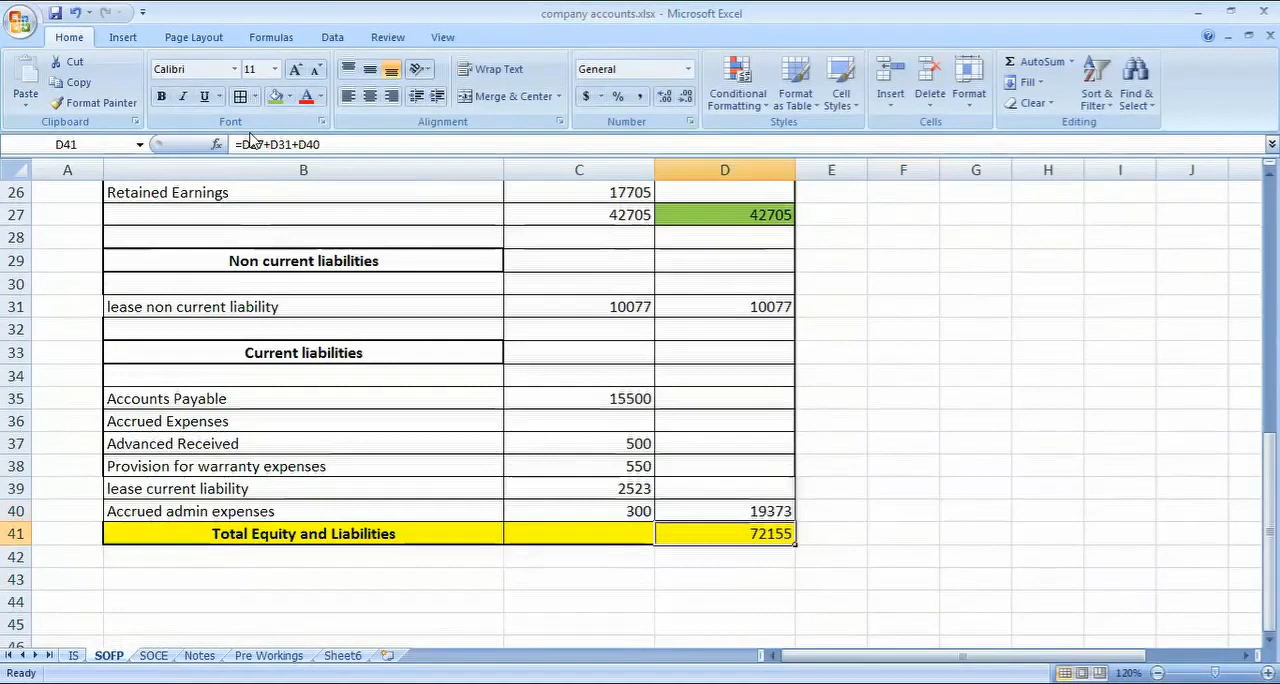 company accounts.xlsx - Microsoft Excel
Home Insert Page Layout Formulas Data Review View
Paste Cut Copy Format Painter
Calibri 11
B I U
Wrap Text
Merge & Center
General
$ % ,
Conditional Formatting Format as Table Cell Styles
Insert Delete Format
Σ AutoSum Fill Clear
Sort & Filter Find & Select
Clipboard Font Alignment Number Styles Cells Editing
D41 fx +D31+D40
A B C D E F G H I J
26 Retained Earnings 17705
27 42705 42705
28
29 Non current liabilities
30
31 lease non current liability 10077 10077
32
33 Current liabilities
34
35 Accounts Payable 15500
36 Accrued Expenses
37 Advanced Received 500
38 Provision for warranty expenses 550
39 lease current liability 2523
40 Accrued admin expenses 300 19373
41 Total Equity and Liabilities 72155
42
43
44
45
46
IS SOFP SOCE Notes Pre Workings Sheet6
Ready 120%